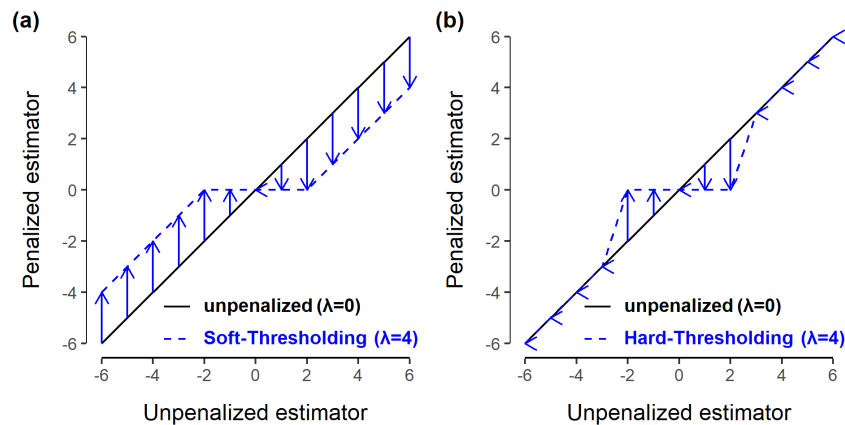 (a)
Penalized estimator
6
4
2
0
-2
-4
-6
unpenalized (λ=0)
Soft-Thresholding (λ=4)
-6 -4 -2 0 2 4 6
Unpenalized estimator
(b)
Penalized estimator
6
4
2
0
-2
-4
-6
unpenalized (λ=0)
Hard-Thresholding (λ=4)
-6 -4 -2 0 2 4 6
Unpenalized estimator